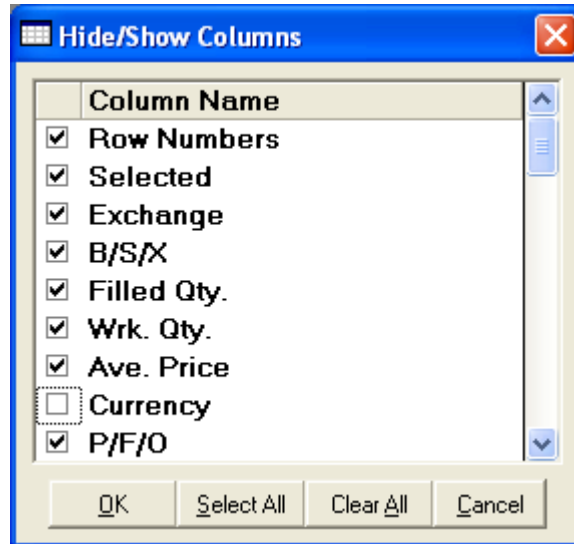 Hide/Show Columns
Column Name
Row Numbers
Selected
Exchange
B/S/X
Filled Qty.
Wrk. Qty.
Ave. Price
Currency
P/F/O
OK Select All Clear All Cancel